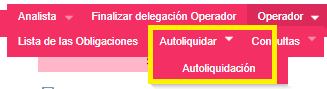 Analista Finalizar delegación Operador Operador
Lista de las Obligaciones Autoliquidar Consultas
Autoliquidación